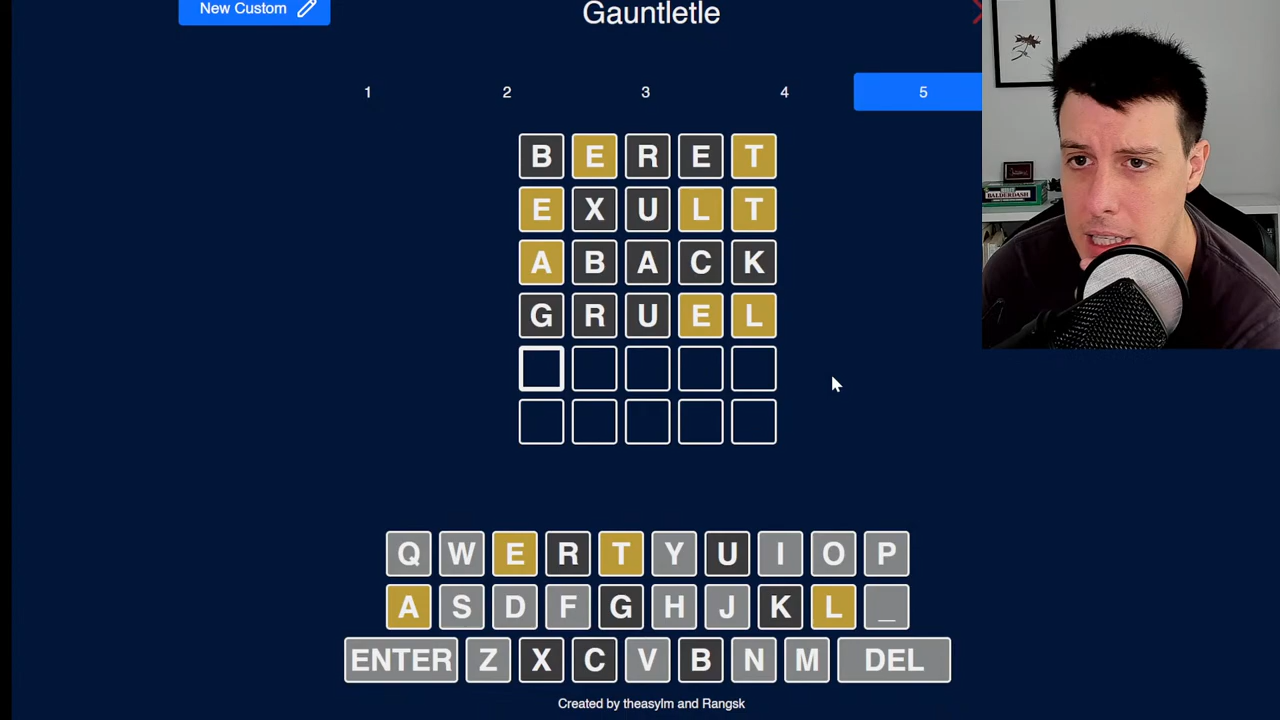 New Custom
Gauntletle
1 2 3 4 5
B E R E T
E X U L T
A B A C K
G R U E L
Q W E R T Y U I O P
A S D F G H J K L _
ENTER Z X C V B N M DEL
Created by theasylm and Rangsk
BALDERDASH